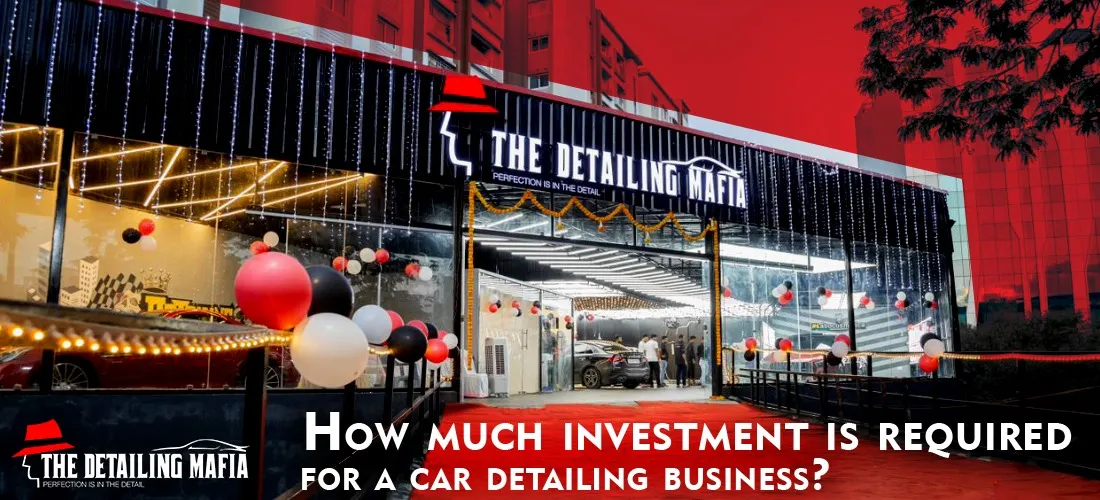 THE DETAILING MAFIA
PERFECTION IS IN THE DETAIL
THE DETAILING MAFIA
PERFECTION IS IN THE DETAIL
HOW MUCH INVESTMENT IS REQUIRED
FOR A CAR DETAILING BUSINESS?